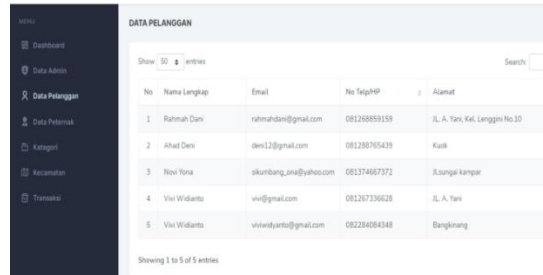 MENU
Dashboard
Data Admin
Data Pelanggan
Data Peternak
Kategori
Kecamatan
Transaksi
DATA PELANGGAN
Show 50 entries
Search:
No Nama Lengkap Email No Telp/HP Alamat
1 Rahmah Dani rahmahdani@gmail.com 081268859159 JL. A. Yani, Kel. Lenggini No.10
2 Ahad Deni deni12@gmail.com 081288765439 Kuok
3 Novi Yona sikumbang_ona@yahoo.com 081374667372 Jl.sungai kampar
4 Vivi Widianto vivi@gmail.com 081267336628 JL. A. Yani
5 Vivi Widianto viviwidyanto@gmail.com 082284084348 Bangkinang
Showing 1 to 5 of 5 entries